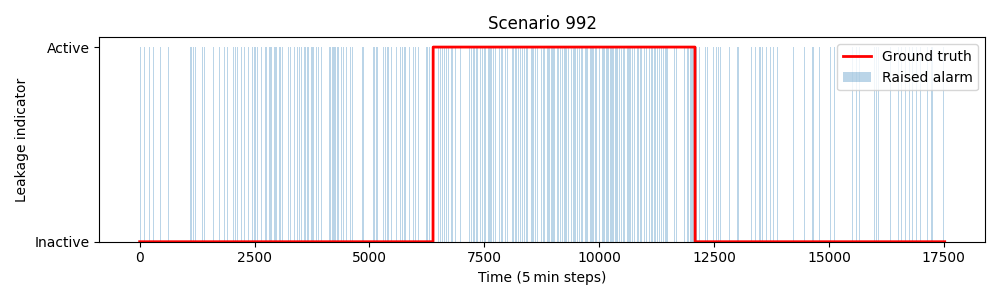 Scenario 992
Active
Inactive
Leakage indicator
Ground truth
Raised alarm
0 2500 5000 7500 10000 12500 15000 17500
Time (5 min steps)